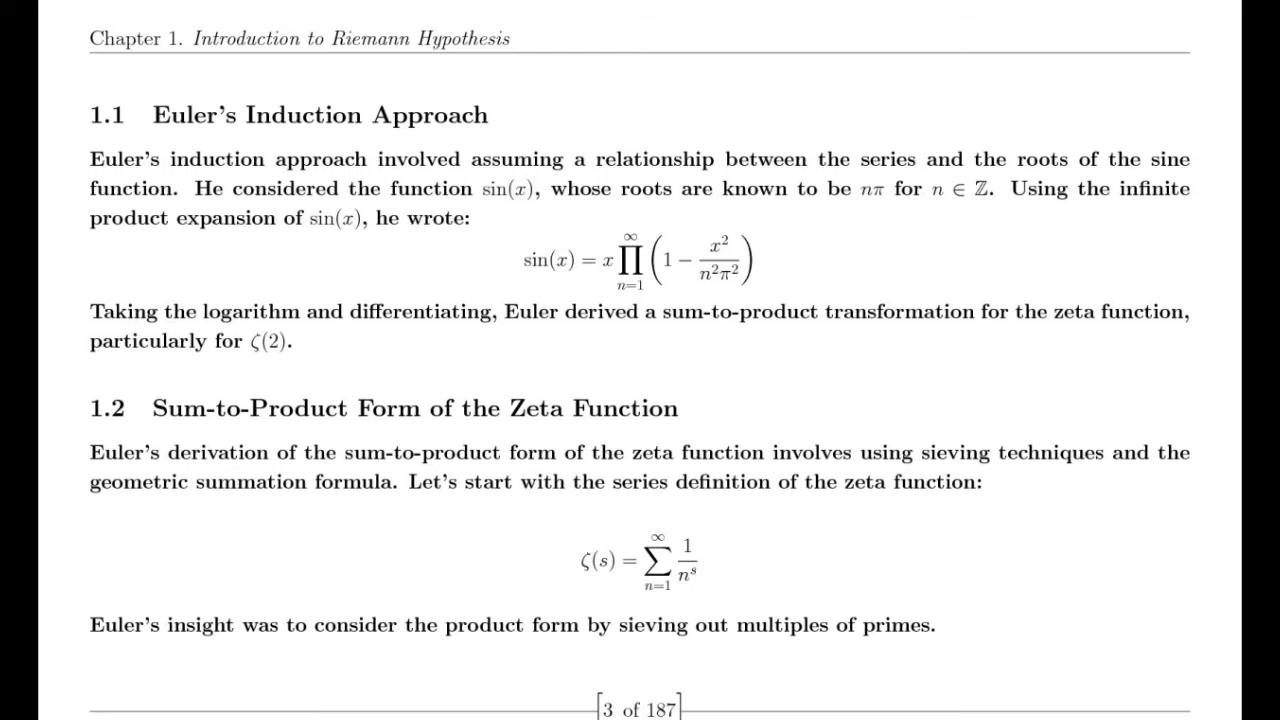 Chapter 1. Introduction to Riemann Hypothesis
1.1 Euler's Induction Approach
Euler's induction approach involved assuming a relationship between the series and the roots of the sine
function. He considered the function sin(x), whose roots are known to be nπ for n ∈ ℤ. Using the infinite
product expansion of sin(x), he wrote:
sin(x) = x ∏_{n=1}^{∞} (1 − x²/(n²π²))
Taking the logarithm and differentiating, Euler derived a sum-to-product transformation for the zeta function,
particularly for ζ(2).
1.2 Sum-to-Product Form of the Zeta Function
Euler's derivation of the sum-to-product form of the zeta function involves using sieving techniques and the
geometric summation formula. Let's start with the series definition of the zeta function:
ζ(s) = ∑_{n=1}^{∞} 1/n^s
Euler's insight was to consider the product form by sieving out multiples of primes.
[3 of 187]